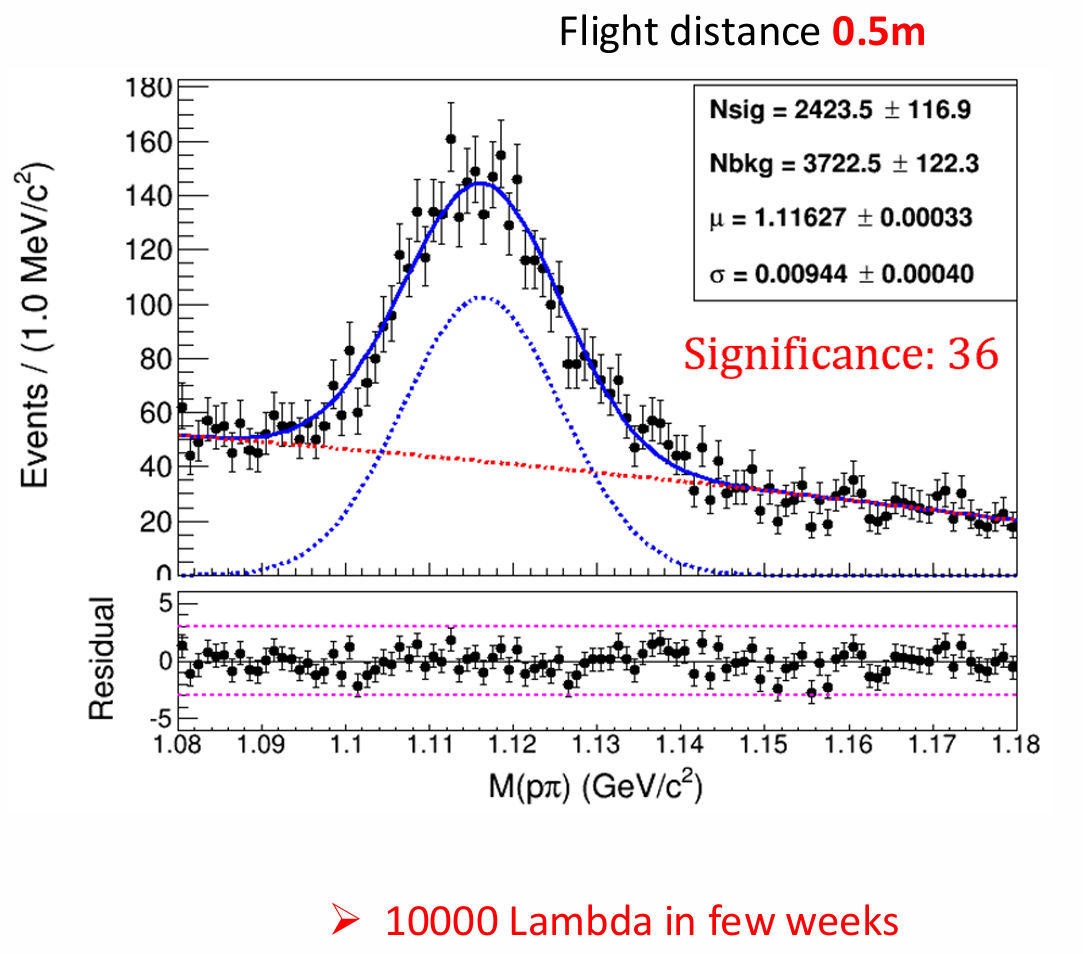 Flight distance 0.5m
180
160
140
120
100
80
60
40
20
0
Events / (1.0 MeV/c²)
Nsig = 2423.5 ± 116.9
Nbkg = 3722.5 ± 122.3
μ = 1.11627 ± 0.00033
σ = 0.00944 ± 0.00040
Significance: 36
5
0
-5
Residual
1.08 1.09 1.1 1.11 1.12 1.13 1.14 1.15 1.16 1.17 1.18
M(pπ) (GeV/c²)
➢ 10000 Lambda in few weeks